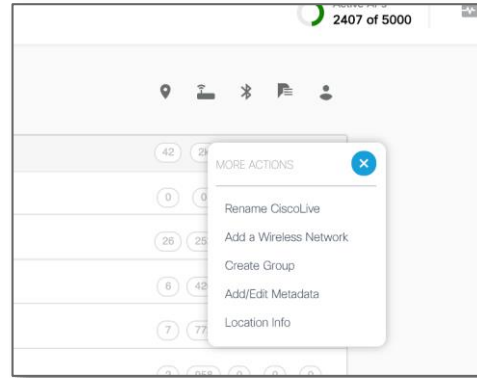 2407 of 5000
42
MORE ACTIONS
0
Rename CiscoLive
26
Add a Wireless Network
Create Group
6
Add/Edit Metadata
7
Location Info